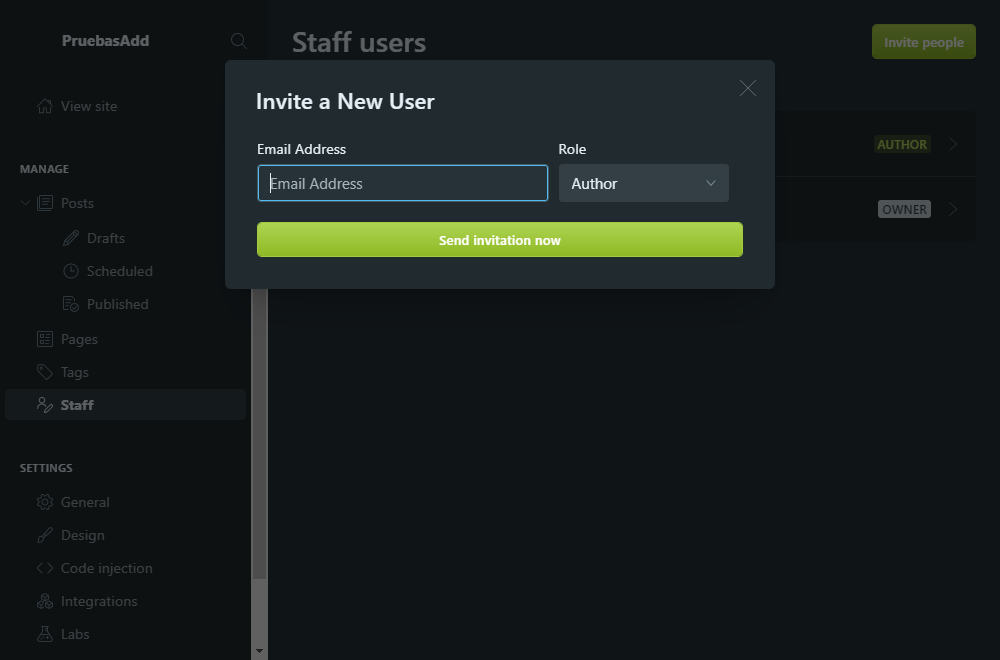 PruebasAdd
View site
MANAGE
Posts
Drafts
Scheduled
Published
Pages
Tags
Staff
SETTINGS
General
Design
Code injection
Integrations
Labs
Staff users
Invite people
AUTHOR
OWNER
Invite a New User
Email Address
Role
Email Address
Author
Send invitation now